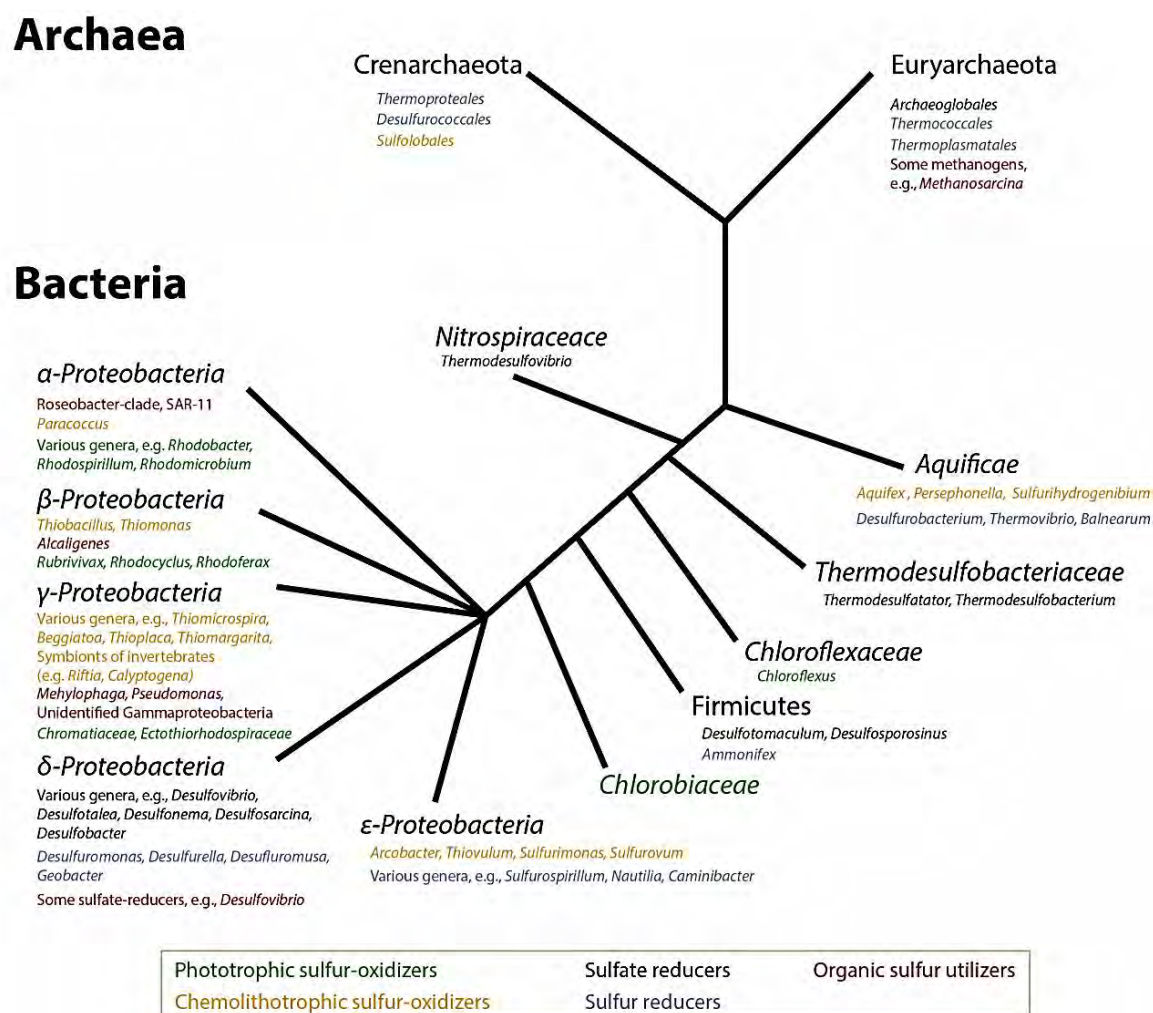 Archaea
Crenarchaeota
Thermoproteales
Desulfurococcales
Sulfolobales
Euryarchaeota
Archaeoglobales
Thermococcales
Thermoplasmatales
Some methanogens,
e.g., Methanosarcina
Bacteria
Nitrospiraceace
Thermodesulfovibrio
α-Proteobacteria
Roseobacter-clade, SAR-11
Paracoccus
Various genera, e.g. Rhodobacter,
Rhodospirillum, Rhodomicrobium
β-Proteobacteria
Thiobacillus, Thiomonas
Alcaligenes
Rubrivivax, Rhodocyclus, Rhodoferax
γ-Proteobacteria
Various genera, e.g., Thiomicrospira,
Beggiatoa, Thioplaca, Thiomargarita,
Symbionts of invertebrates
(e.g. Riftia, Calyptogena)
Mehylophaga, Pseudomonas,
Unidentified Gammaproteobacteria
Chromatiaceae, Ectothiorhodospiraceae
δ-Proteobacteria
Various genera, e.g., Desulfovibrio,
Desulfotalea, Desulfonema, Desulfosarcina,
Desulfobacter
Desulfuromonas, Desulfurella, Desufluromusa,
Geobacter
Some sulfate-reducers, e.g., Desulfovibrio
ε-Proteobacteria
Arcobacter, Thiovulum, Sulfurimonas, Sulfurovum
Various genera, e.g., Sulfurospirillum, Nautilia, Caminibacter
Aquificae
Aquifex , Persephonella, Sulfurihydrogenibium
Desulfurobacterium, Thermovibrio, Balnearum
Thermodesulfobacteriaceae
Thermodesulfatator, Thermodesulfobacterium
Chloroflexaceae
Chloroflexus
Firmicutes
Desulfotomaculum, Desulfosporosinus
Ammonifex
Chlorobiaceae
Phototrophic sulfur-oxidizers
Sulfate reducers
Organic sulfur utilizers
Chemolithotrophic sulfur-oxidizers
Sulfur reducers